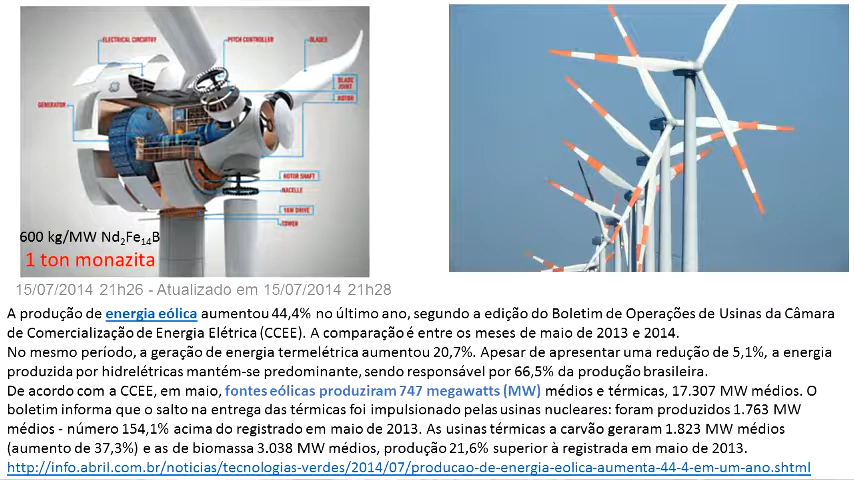 ELECTRICAL CIRCUITRY
PITCH CONTROLLER
BLADES
BLADE
JOINT
ROTOR
GENERATOR
ROTOR SHAFT
NACELLE
YAW DRIVE
TOWER
600 kg/MW Nd₂Fe₁₄B
1 ton monazita
15/07/2014 21h26 - Atualizado em 15/07/2014 21h28
A produção de energia eólica aumentou 44,4% no último ano, segundo a edição do Boletim de Operações de Usinas da Câmara
de Comercialização de Energia Elétrica (CCEE). A comparação é entre os meses de maio de 2013 e 2014.
No mesmo período, a geração de energia termelétrica aumentou 20,7%. Apesar de apresentar uma redução de 5,1%, a energia
produzida por hidrelétricas mantém-se predominante, sendo responsável por 66,5% da produção brasileira.
De acordo com a CCEE, em maio, fontes eólicas produziram 747 megawatts (MW) médios e térmicas, 17.307 MW médios. O
boletim informa que o salto na entrega das térmicas foi impulsionado pelas usinas nucleares: foram produzidos 1.763 MW
médios - número 154,1% acima do registrado em maio de 2013. As usinas térmicas a carvão geraram 1.823 MW médios
(aumento de 37,3%) e as de biomassa 3.038 MW médios, produção 21,6% superior à registrada em maio de 2013.
http://info.abril.com.br/noticias/tecnologias-verdes/2014/07/producao-de-energia-eolica-aumenta-44-4-em-um-ano.shtml